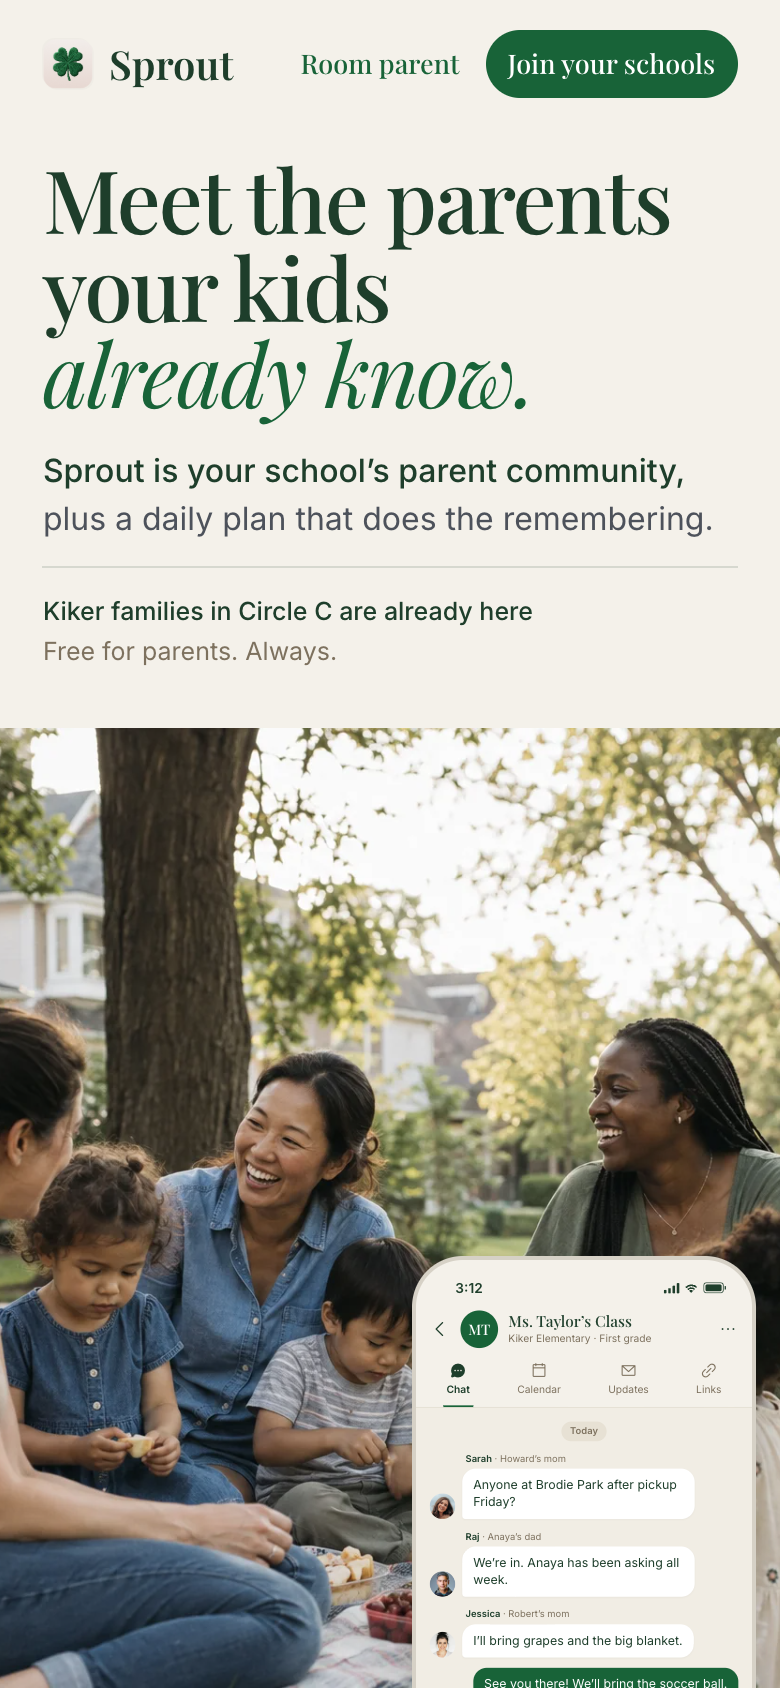 Sprout
Room parent
Join your schools
Meet the parents
your kids
already know.
Sprout is your school’s parent community,
plus a daily plan that does the remembering.
Kiker families in Circle C are already here
Free for parents. Always.
3:12
MT
Ms. Taylor’s Class
Kiker Elementary · First grade
Chat
Calendar
Updates
Links
Today
Sarah · Howard’s mom
Anyone at Brodie Park after pickup
Friday?
Raj · Anaya’s dad
We’re in. Anaya has been asking all
week.
Jessica · Robert’s mom
I’ll bring grapes and the big blanket.
See you there! We’ll bring the soccer ball.